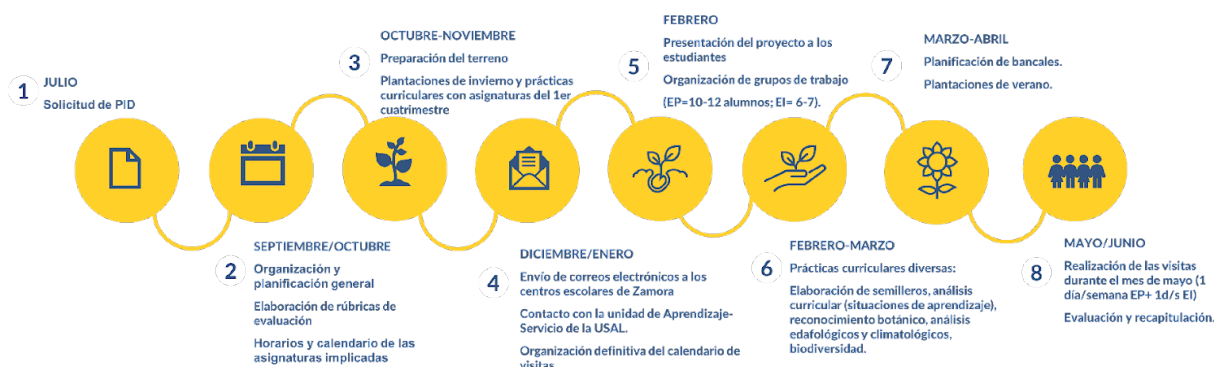 1
JULIO
Solicitud de PID
SEPTIEMBRE/OCTUBRE
2
Organización y
planificación general
Elaboración de rúbricas de
evaluación
Horarios y calendario de las
asignaturas implicadas
OCTUBRE-NOVIEMBRE
3
Preparación del terreno
Plantaciones de invierno y prácticas
curriculares con asignaturas del 1er
cuatrimestre
DICIEMBRE/ENERO
4
Envío de correos electrónicos a los
centros escolares de Zamora
Contacto con la unidad de Aprendizaje-
Servicio de la USAL.
Organización definitiva del calendario de
visitas
FEBRERO
5
Presentación del proyecto a los
estudiantes
Organización de grupos de trabajo
(EP=10-12 alumnos; EI= 6-7).
FEBRERO-MARZO
6
Prácticas curriculares diversas:
Elaboración de semilleros, análisis
curricular (situaciones de aprendizaje),
reconocimiento botánico, análisis
edafológicos y climatológicos,
biodiversidad.
MARZO-ABRIL
7
Planificación de bancales.
Plantaciones de verano.
MAYO/JUNIO
8
Realización de las visitas
durante el mes de mayo (1
día/semana EP+ 1d/s EI)
Evaluación y recapitulación.